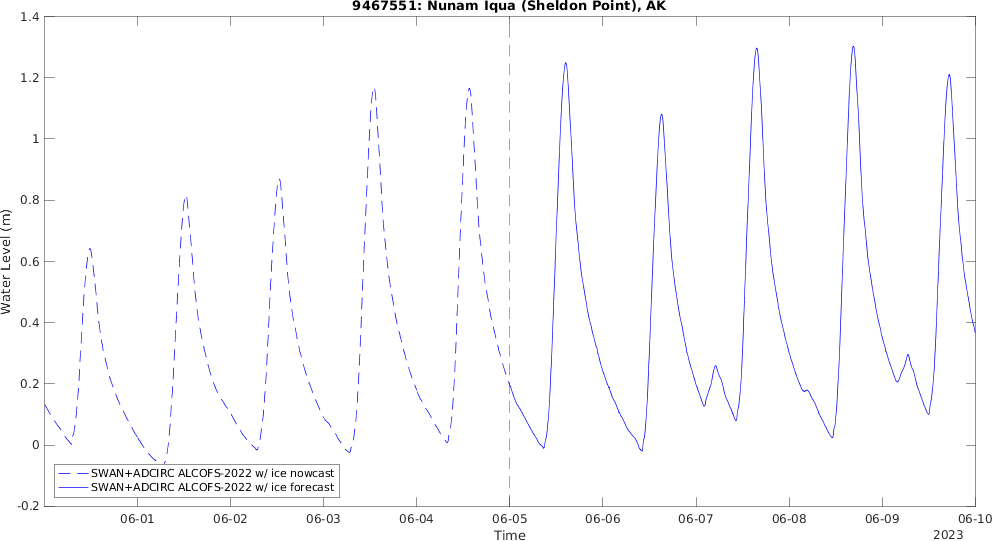 9467551: Nunam Iqua (Sheldon Point), AK
1.4
1.2
1
0.8
0.6
0.4
0.2
0
-0.2
Water Level (m)
SWAN+ADCIRC ALCOFS-2022 w/ ice nowcast
SWAN+ADCIRC ALCOFS-2022 w/ ice forecast
06-01 06-02 06-03 06-04 06-05 06-06 06-07 06-08 06-09 06-10
Time
2023